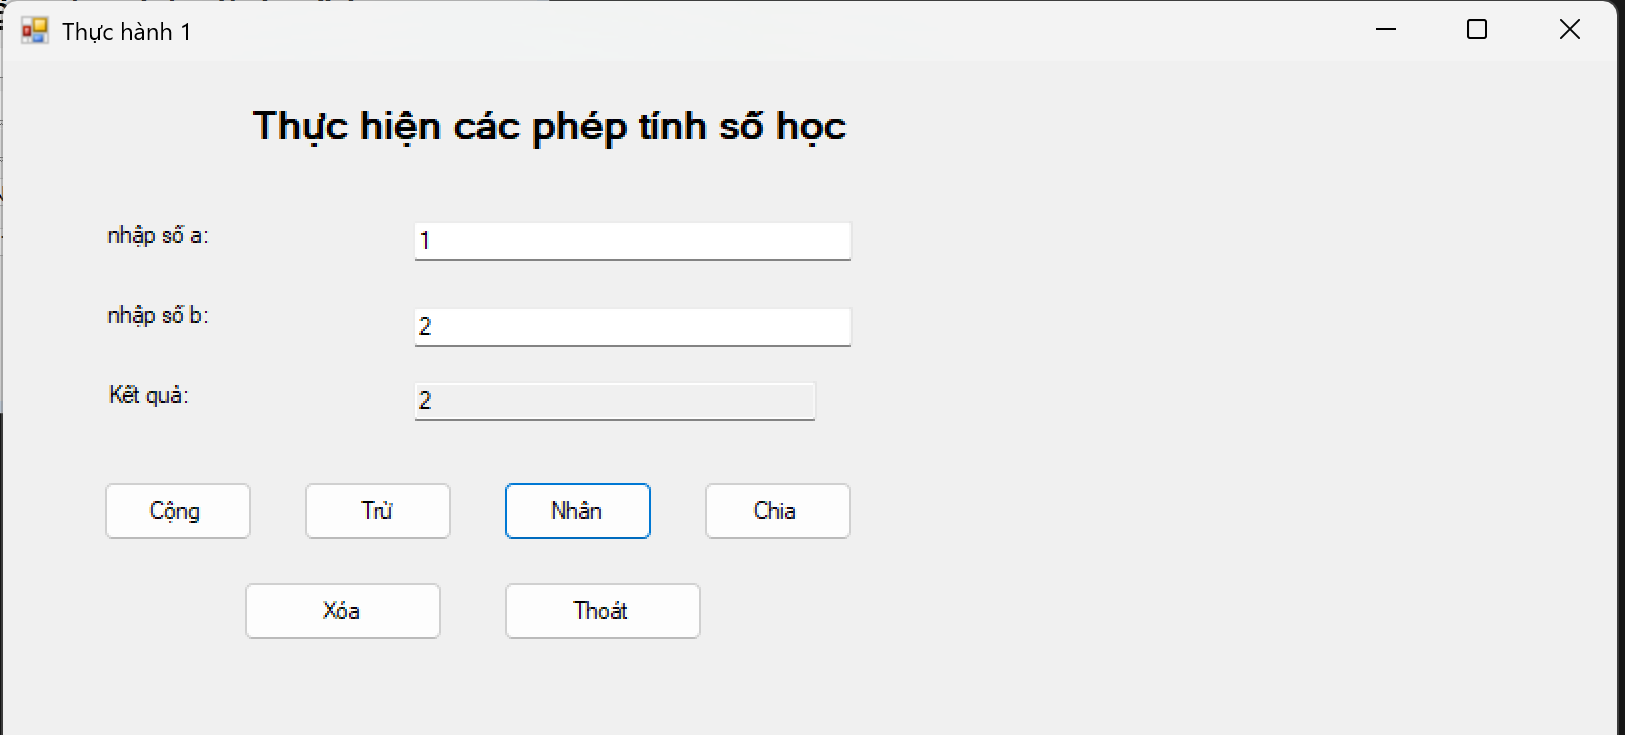 Thực hành 1
Thực hiện các phép tính số học
nhập số a: 1
nhập số b: 2
Kết quả: 2
Cộng Trừ Nhân Chia
Xóa Thoát